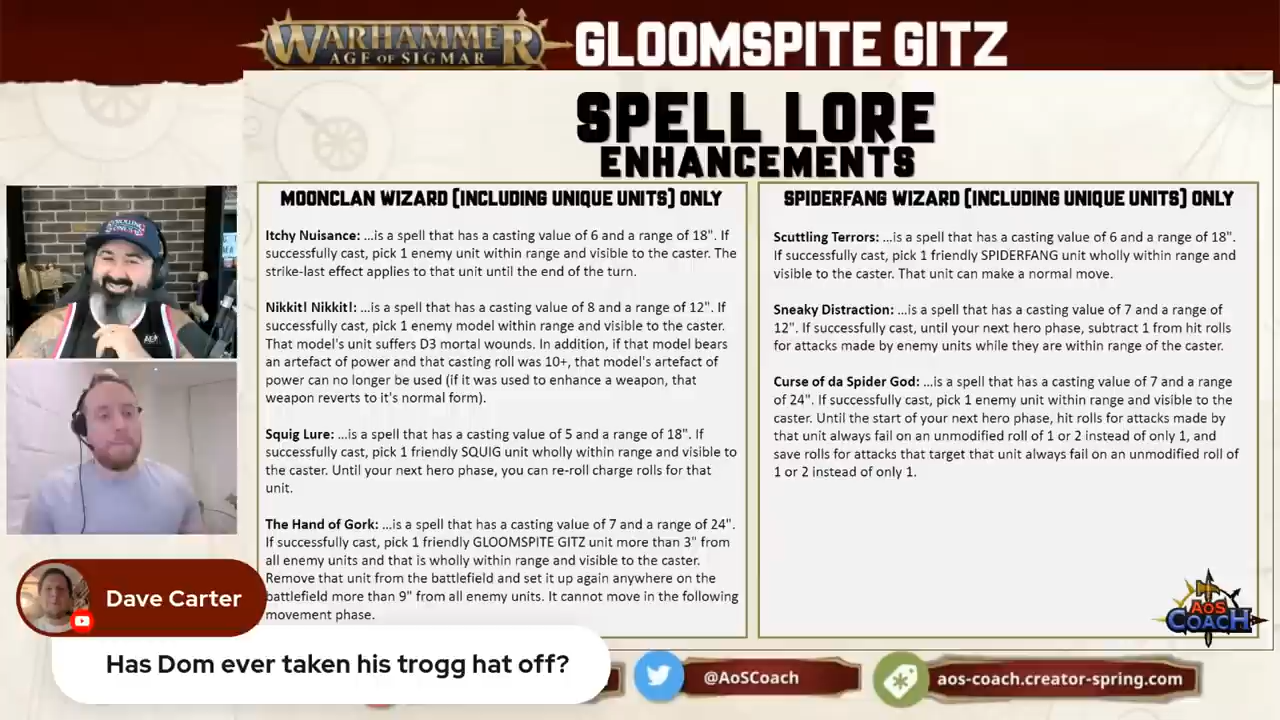 WARHAMMER
AGE OF SIGMAR
GLOOMSPITE GITZ
SPELL LORE
ENHANCEMENTS
MOONCLAN WIZARD (INCLUDING UNIQUE UNITS) ONLY
Itchy Nuisance: ...is a spell that has a casting value of 6 and a range of 18". If
successfully cast, pick 1 enemy unit within range and visible to the caster. The
strike-last effect applies to that unit until the end of the turn.
Nikkit! Nikkit!: ...is a spell that has a casting value of 8 and a range of 12". If
successfully cast, pick 1 enemy model within range and visible to the caster.
That model's unit suffers D3 mortal wounds. In addition, if that model bears
an artefact of power and that casting roll was 10+, that model's artefact of
power can no longer be used (if it was used to enhance a weapon, that
weapon reverts to it's normal form).
Squig Lure: ...is a spell that has a casting value of 5 and a range of 18". If
successfully cast, pick 1 friendly SQUIG unit wholly within range and visible to
the caster. Until your next hero phase, you can re-roll charge rolls for that
unit.
The Hand of Gork: ...is a spell that has a casting value of 7 and a range of 24".
If successfully cast, pick 1 friendly GLOOMSPITE GITZ unit more than 3" from
all enemy units and that is wholly within range and visible to the caster.
Remove that unit from the battlefield and set it up again anywhere on the
battlefield more than 9" from all enemy units. It cannot move in the following
movement phase.
SPIDERFANG WIZARD (INCLUDING UNIQUE UNITS) ONLY
Scuttling Terrors: ...is a spell that has a casting value of 6 and a range of 18".
If successfully cast, pick 1 friendly SPIDERFANG unit wholly within range and
visible to the caster. That unit can make a normal move.
Sneaky Distraction: ...is a spell that has a casting value of 7 and a range of
12". If successfully cast, until your next hero phase, subtract 1 from hit rolls
for attacks made by enemy units while they are within range of the caster.
Curse of da Spider God: ...is a spell that has a casting value of 7 and a range
of 24". If successfully cast, pick 1 enemy unit within range and visible to the
caster. Until the start of your next hero phase, hit rolls for attacks made by
that unit always fail on an unmodified roll of 1 or 2 instead of only 1, and
save rolls for attacks that target that unit always fail on an unmodified roll of
1 or 2 instead of only 1.
AOS
COACH
Dave Carter
Has Dom ever taken his trogg hat off?
@AoSCoach
aos-coach.creator-spring.com